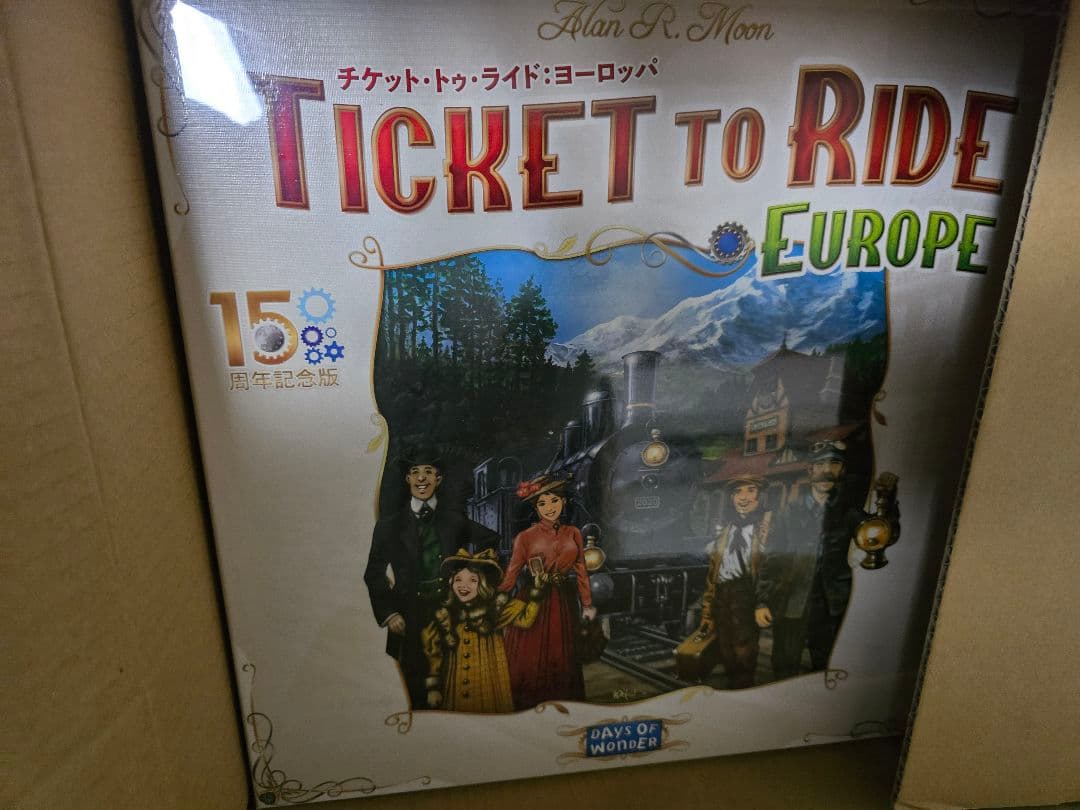 Alan R. Moon
チケット・トゥ・ライド:ヨーロッパ
TICKET TO RIDE
EUROPE
15
周年記念版
2020
DAYS OF
WONDER